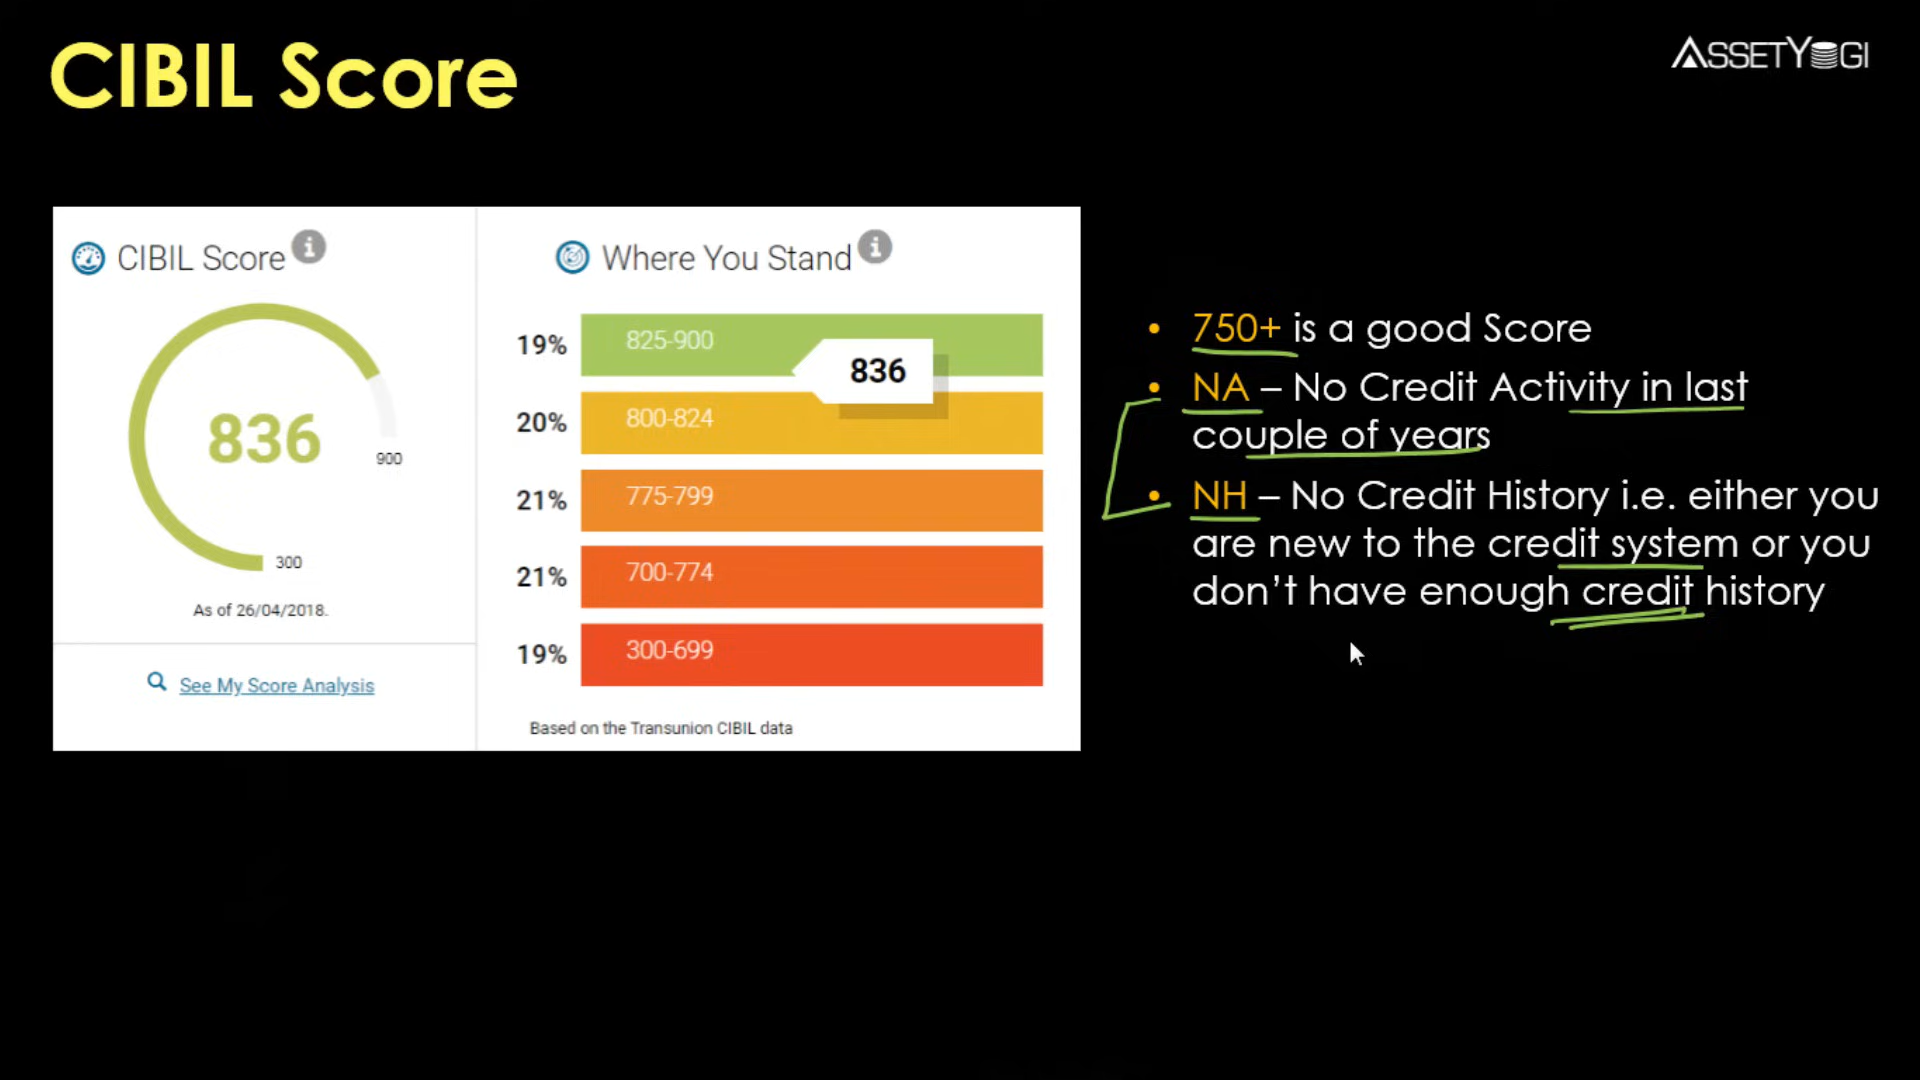 CIBIL Score
ASSETYOGI
CIBIL Score
836
900
300
As of 26/04/2018.
See My Score Analysis
Where You Stand
19% 825-900
836
20% 800-824
21% 775-799
21% 700-774
19% 300-699
Based on the Transunion CIBIL data
• 750+ is a good Score
• NA – No Credit Activity in last
couple of years
• NH – No Credit History i.e. either you
are new to the credit system or you
don't have enough credit history